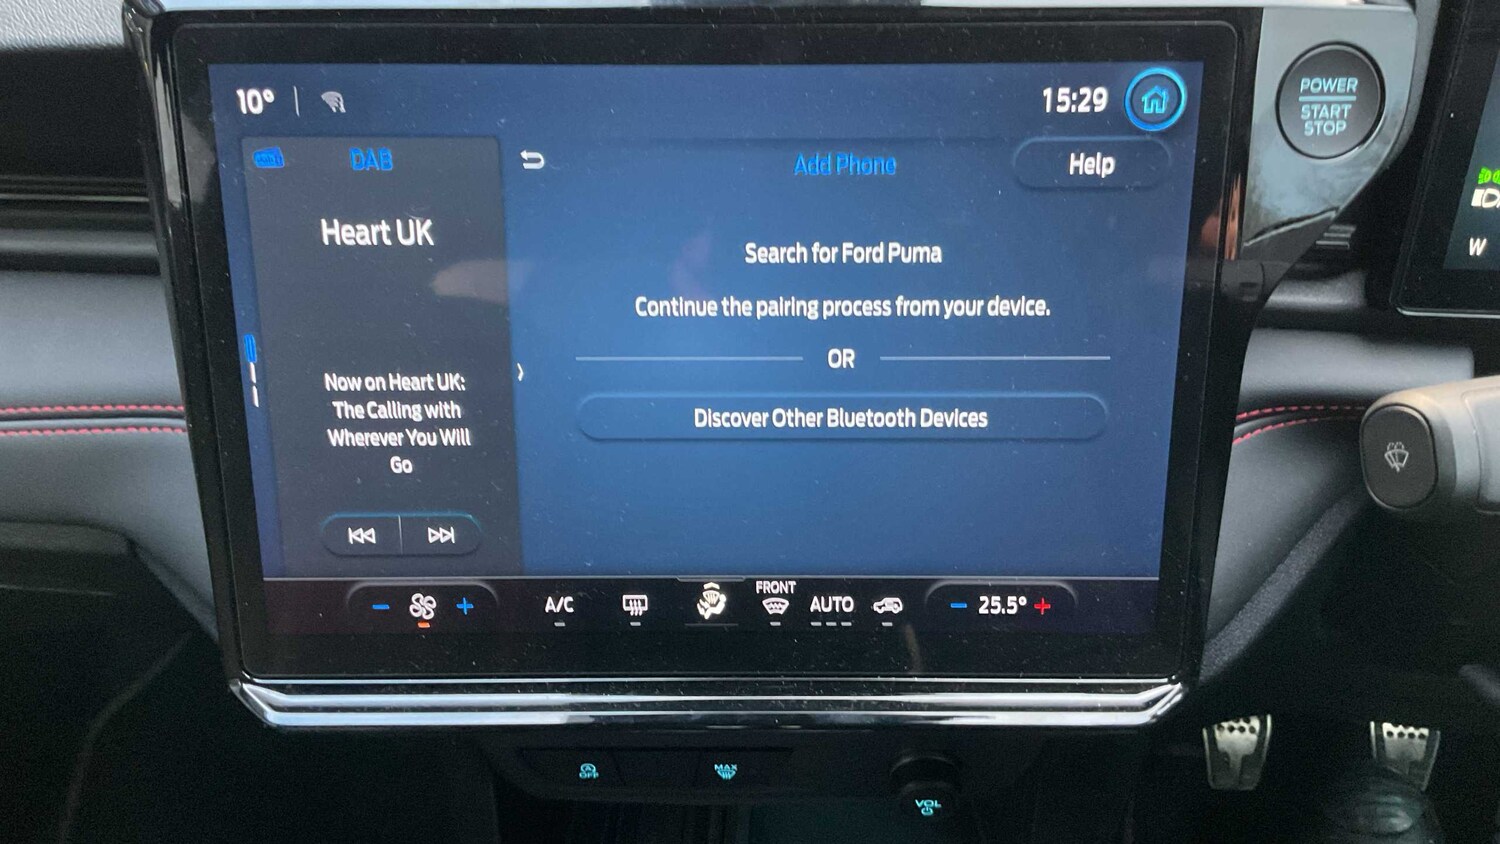 10°
15:29
POWER
START
STOP
DAB
Add Phone
Help
Heart UK
Search for Ford Puma
Continue the pairing process from your device.
OR
Discover Other Bluetooth Devices
Now on Heart UK:
The Calling with
Wherever You Will
Go
W
A/C
FRONT
AUTO
- 25.5° +
A
OFF
MAX
VOL